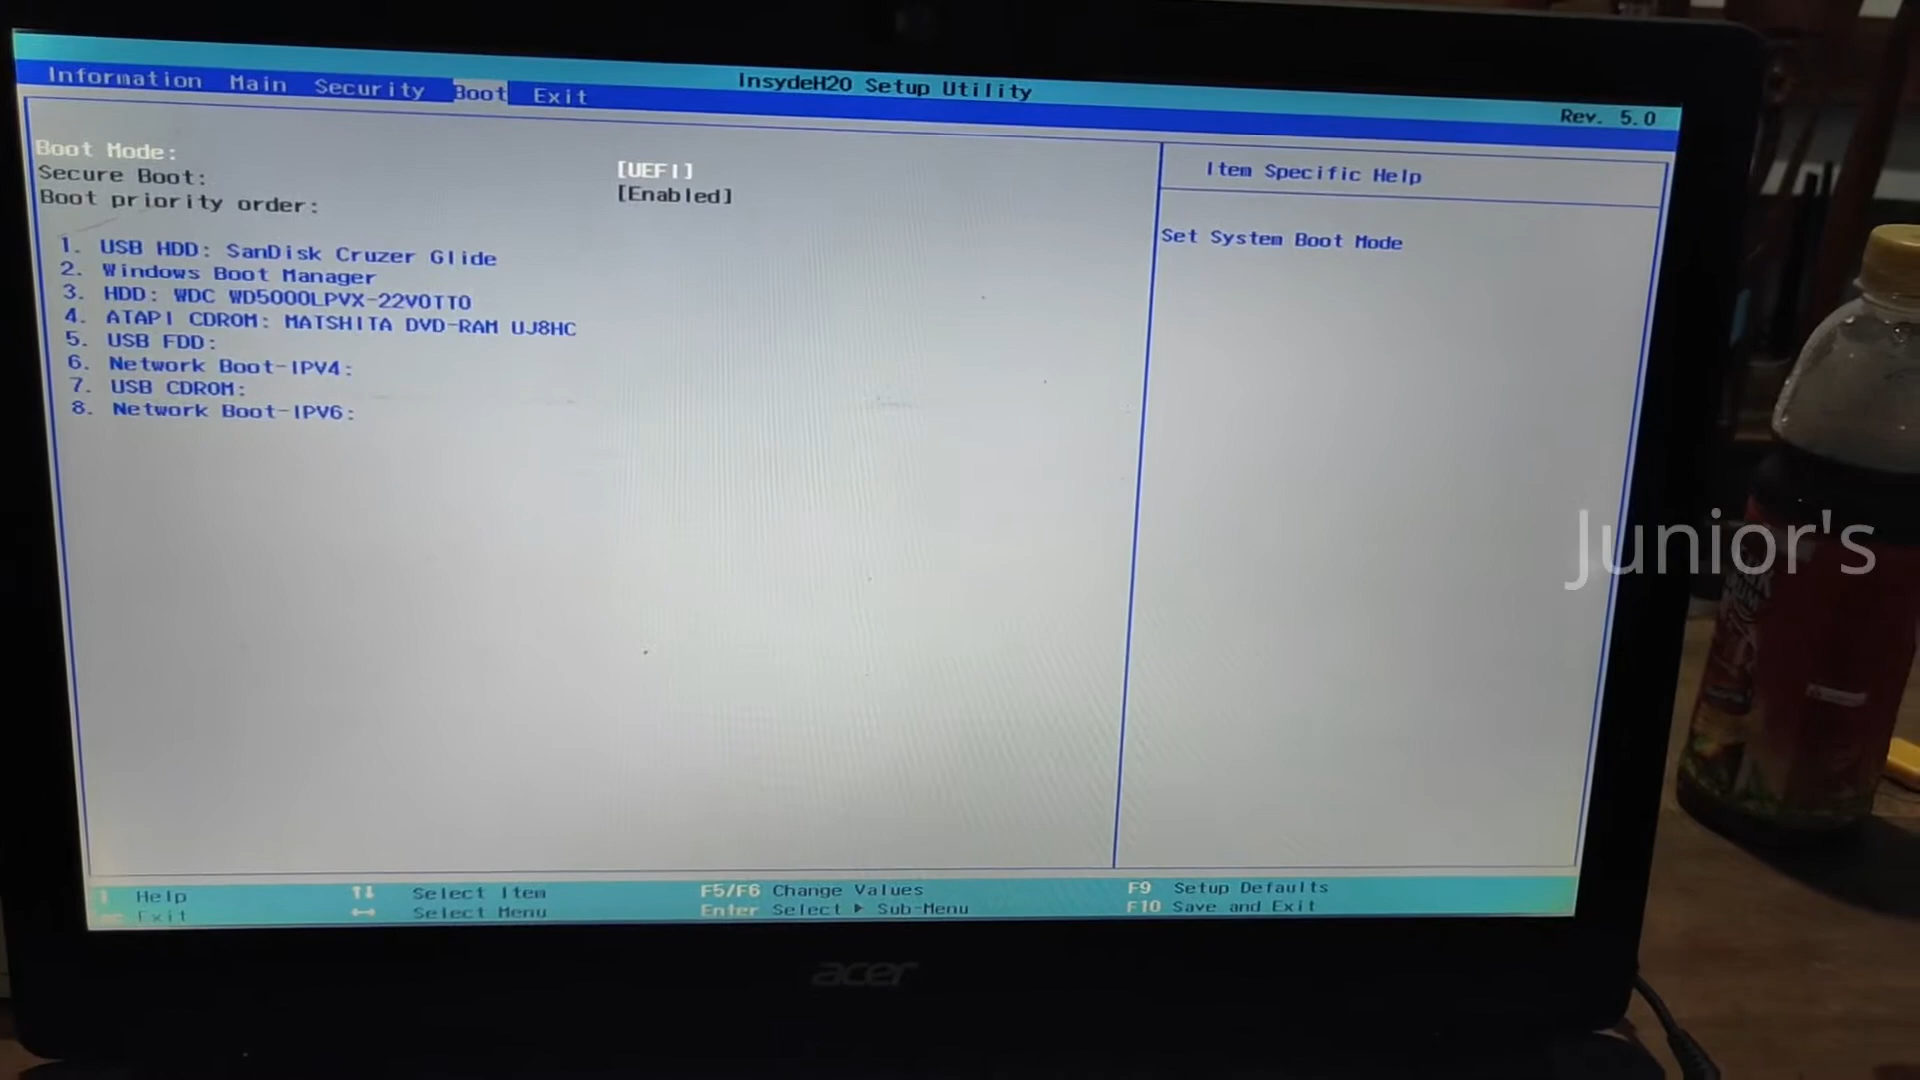 InsydeH20 Setup Utility
Rev. 5.0
Information Main Security Boot Exit
Boot Mode: [UEFI]
Secure Boot: [Enabled]
Boot priority order:
1. USB HDD: SanDisk Cruzer Glide
2. Windows Boot Manager
3. HDD: WDC WD5000LPVX-22V0TT0
4. ATAPI CDROM: MATSHITA DVD-RAM UJ8HC
5. USB FDD:
6. Network Boot-IPV4:
7. USB CDROM:
8. Network Boot-IPV6:
Item Specific Help
Set System Boot Mode
Junior's
Help ↑↓ Select Item F5/F6 Change Values F9 Setup Defaults
Exit ↔ Select Menu Enter Select ▶ Sub-Menu F10 Save and Exit
acer